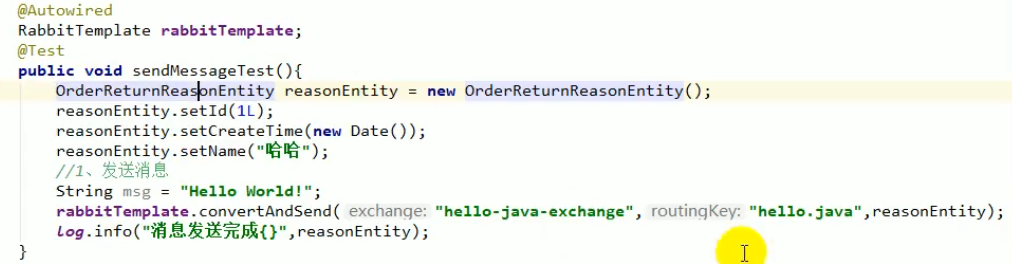 @Autowired
RabbitTemplate rabbitTemplate;
@Test
public void sendMessageTest(){
OrderReturnReasonEntity reasonEntity = new OrderReturnReasonEntity();
reasonEntity.setId(1L);
reasonEntity.setCreateTime(new Date());
reasonEntity.setName("哈哈");
//1、发送消息
String msg = "Hello World!";
rabbitTemplate.convertAndSend( exchange: "hello-java-exchange", routingKey: "hello.java",reasonEntity);
log.info("消息发送完成{}",reasonEntity);
}